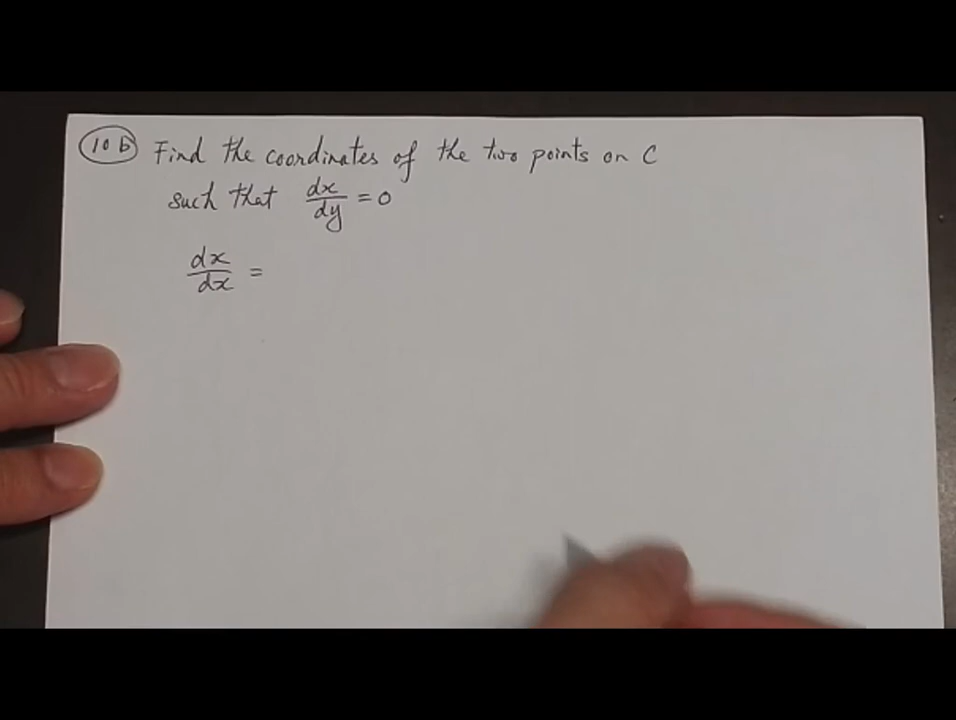 10b Find the coordinates of the two points on C
such that dx/dy = 0
dx/dx =